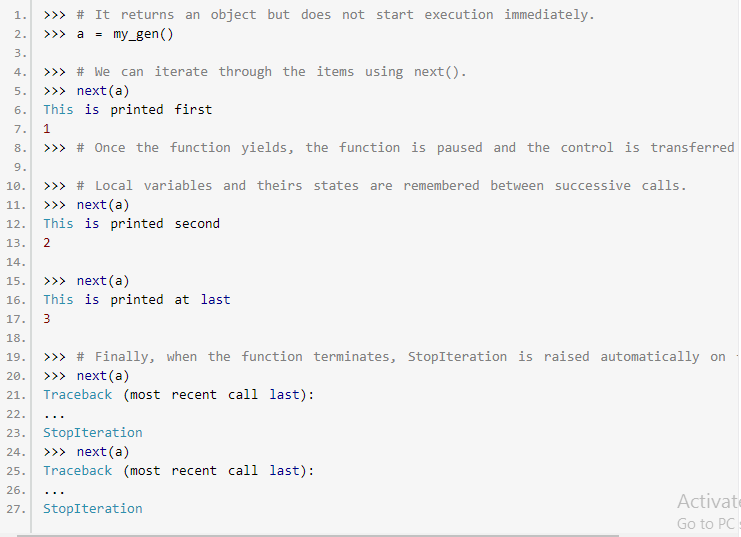 1. >>> # It returns an object but does not start execution immediately.
2. >>> a = my_gen()
3.
4. >>> # We can iterate through the items using next().
5. >>> next(a)
6. This is printed first
7. 1
8. >>> # Once the function yields, the function is paused and the control is transferred
9.
10. >>> # Local variables and theirs states are remembered between successive calls.
11. >>> next(a)
12. This is printed second
13. 2
14.
15. >>> next(a)
16. This is printed at last
17. 3
18.
19. >>> # Finally, when the function terminates, StopIteration is raised automatically on
20. >>> next(a)
21. Traceback (most recent call last):
22. ...
23. StopIteration
24. >>> next(a)
25. Traceback (most recent call last):
26. ...
27. StopIteration
Activate
Go to PC